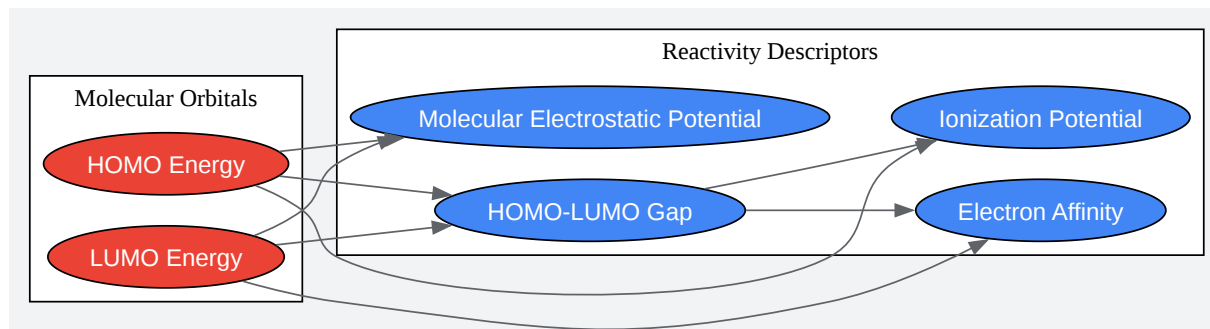 Molecular Orbitals
HOMO Energy
LUMO Energy
Reactivity Descriptors
Molecular Electrostatic Potential
Ionization Potential
HOMO-LUMO Gap
Electron Affinity